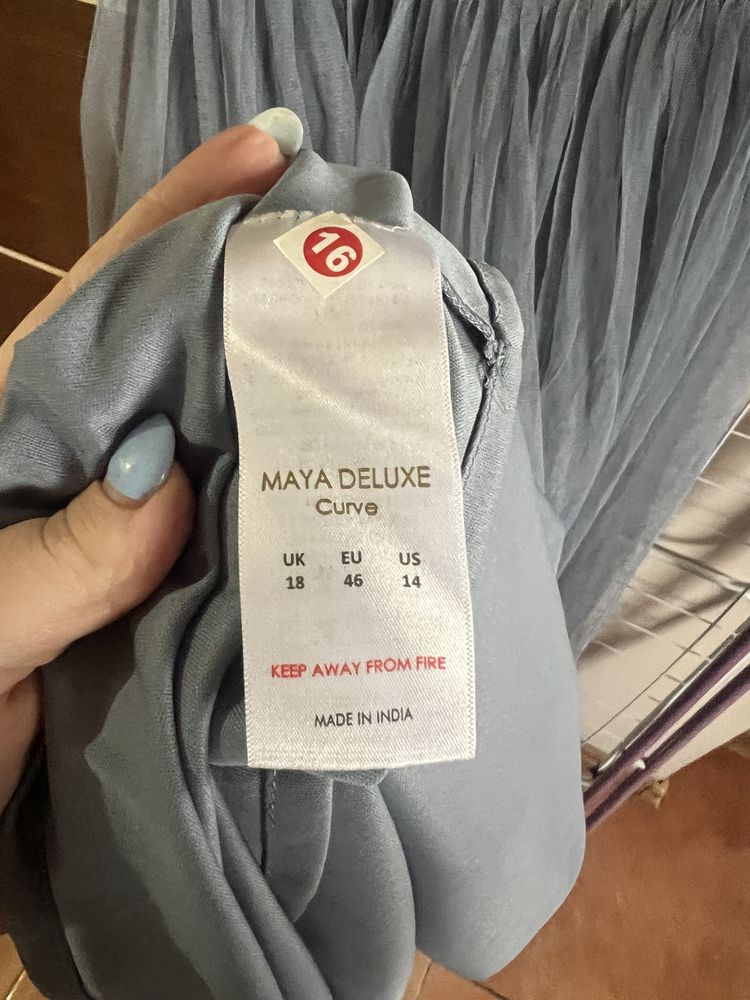 16
MAYA DELUXE
Curve
UK EU US
18 46 14
KEEP AWAY FROM FIRE
MADE IN INDIA